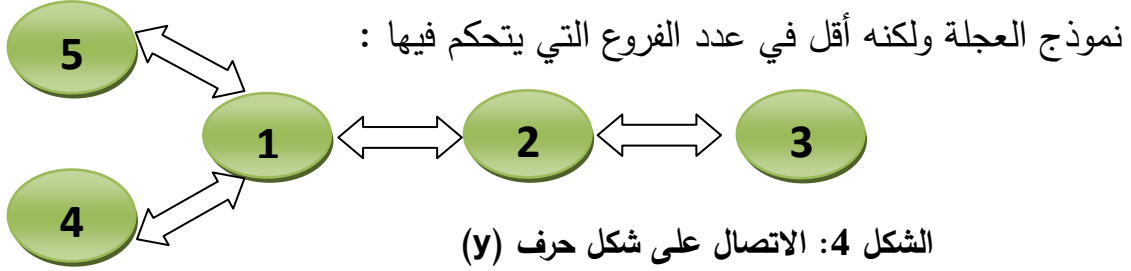 نموذج العجلة ولكنه أقل في عدد الفروع التي يتحكم فيها :
5
1
2
3
4
الشكل 4: الاتصال على شكل حرف (y)